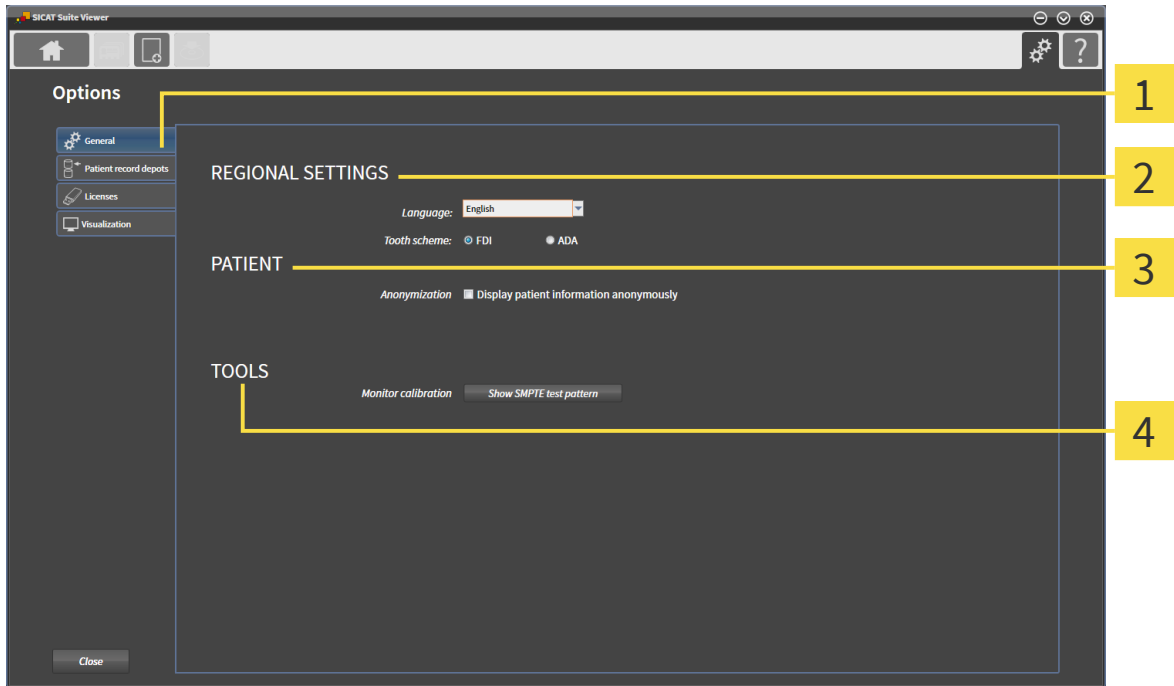 SICAT Suite Viewer
?
Options
1
General
Patient record depots
REGIONAL SETTINGS
2
Licenses
Language: English
Visualization
Tooth scheme: FDI ADA
PATIENT
3
Anonymization Display patient information anonymously
TOOLS
Monitor calibration Show SMPTE test pattern
4
Close